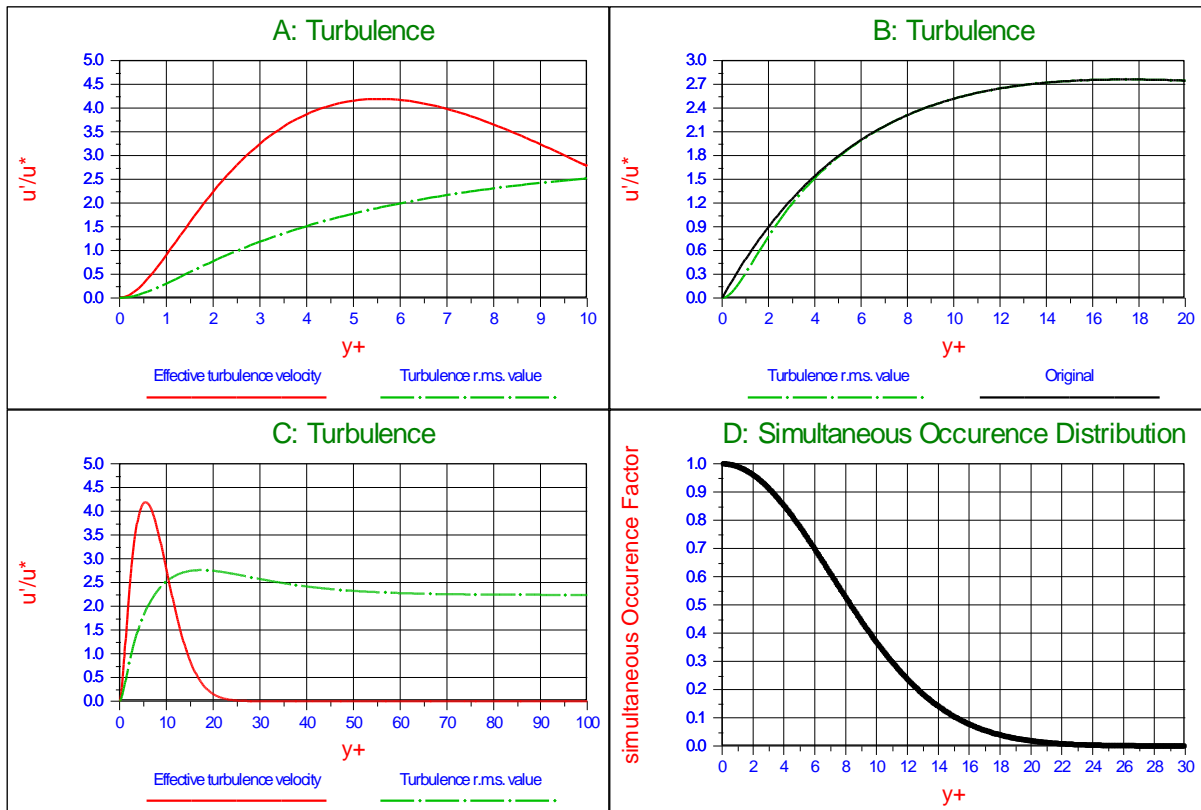 A: Turbulence
5.0
4.5
4.0
3.5
3.0
2.5
2.0
1.5
1.0
0.5
0.0
u'/u*
0 1 2 3 4 5 6 7 8 9 10
y+
Effective turbulence velocity Turbulence r.m.s. value
B: Turbulence
3.0
2.7
2.4
2.1
1.8
1.5
1.2
0.9
0.6
0.3
0.0
u'/u*
0 2 4 6 8 10 12 14 16 18 20
y+
Turbulence r.m.s. value Original
C: Turbulence
5.0
4.5
4.0
3.5
3.0
2.5
2.0
1.5
1.0
0.5
0.0
u'/u*
0 10 20 30 40 50 60 70 80 90 100
y+
Effective turbulence velocity Turbulence r.m.s. value
D: Simultaneous Occurence Distribution
1.0
0.9
0.8
0.7
0.6
0.5
0.4
0.3
0.2
0.1
0.0
simultaneous Occurence Factor
0 2 4 6 8 10 12 14 16 18 20 22 24 26 28 30
y+